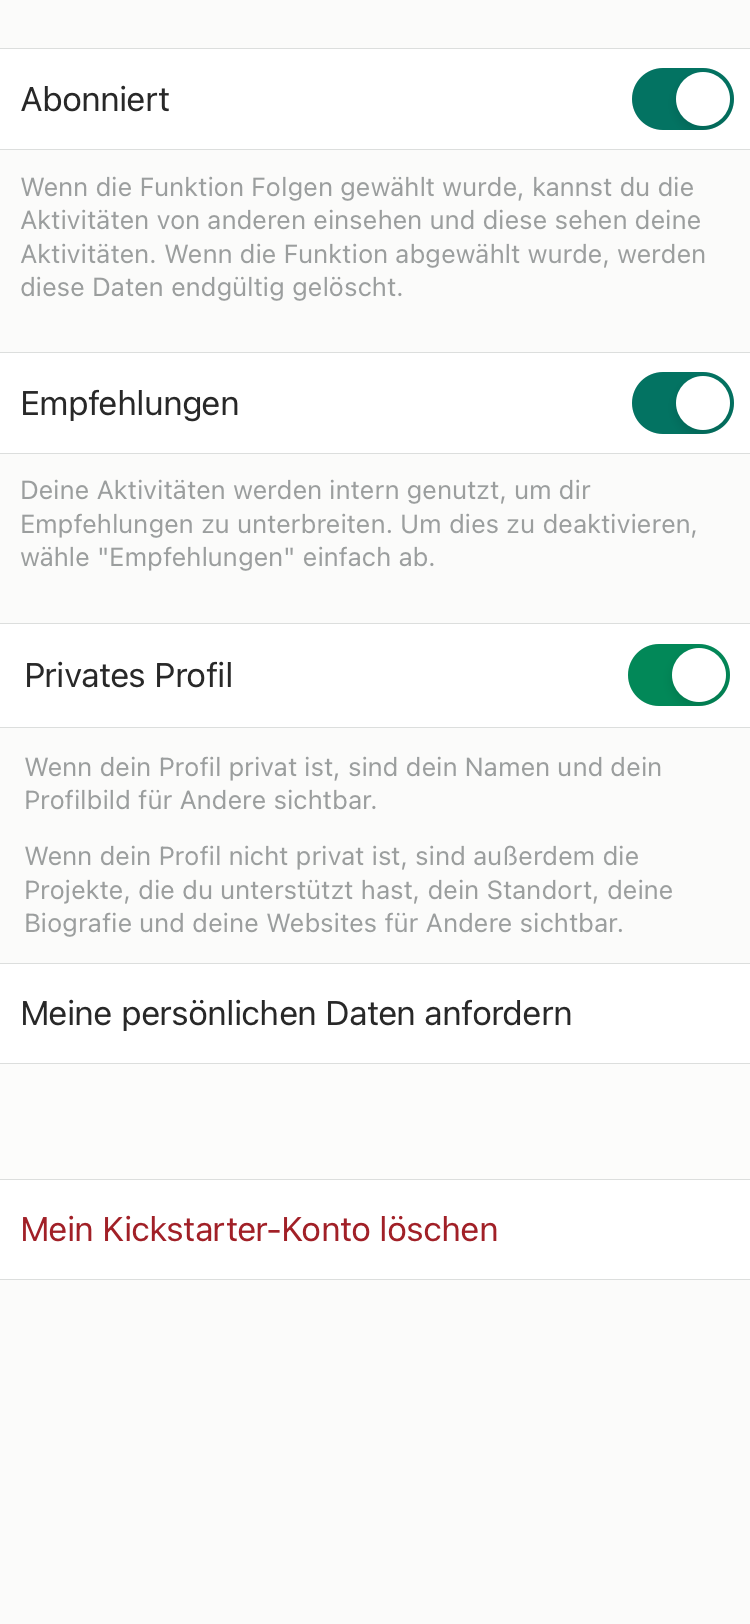 Abonniert
Wenn die Funktion Folgen gewählt wurde, kannst du die
Aktivitäten von anderen einsehen und diese sehen deine
Aktivitäten. Wenn die Funktion abgewählt wurde, werden
diese Daten endgültig gelöscht.
Empfehlungen
Deine Aktivitäten werden intern genutzt, um dir
Empfehlungen zu unterbreiten. Um dies zu deaktivieren,
wähle "Empfehlungen" einfach ab.
Privates Profil
Wenn dein Profil privat ist, sind dein Namen und dein
Profilbild für Andere sichtbar.
Wenn dein Profil nicht privat ist, sind außerdem die
Projekte, die du unterstützt hast, dein Standort, deine
Biografie und deine Websites für Andere sichtbar.
Meine persönlichen Daten anfordern
Mein Kickstarter-Konto löschen